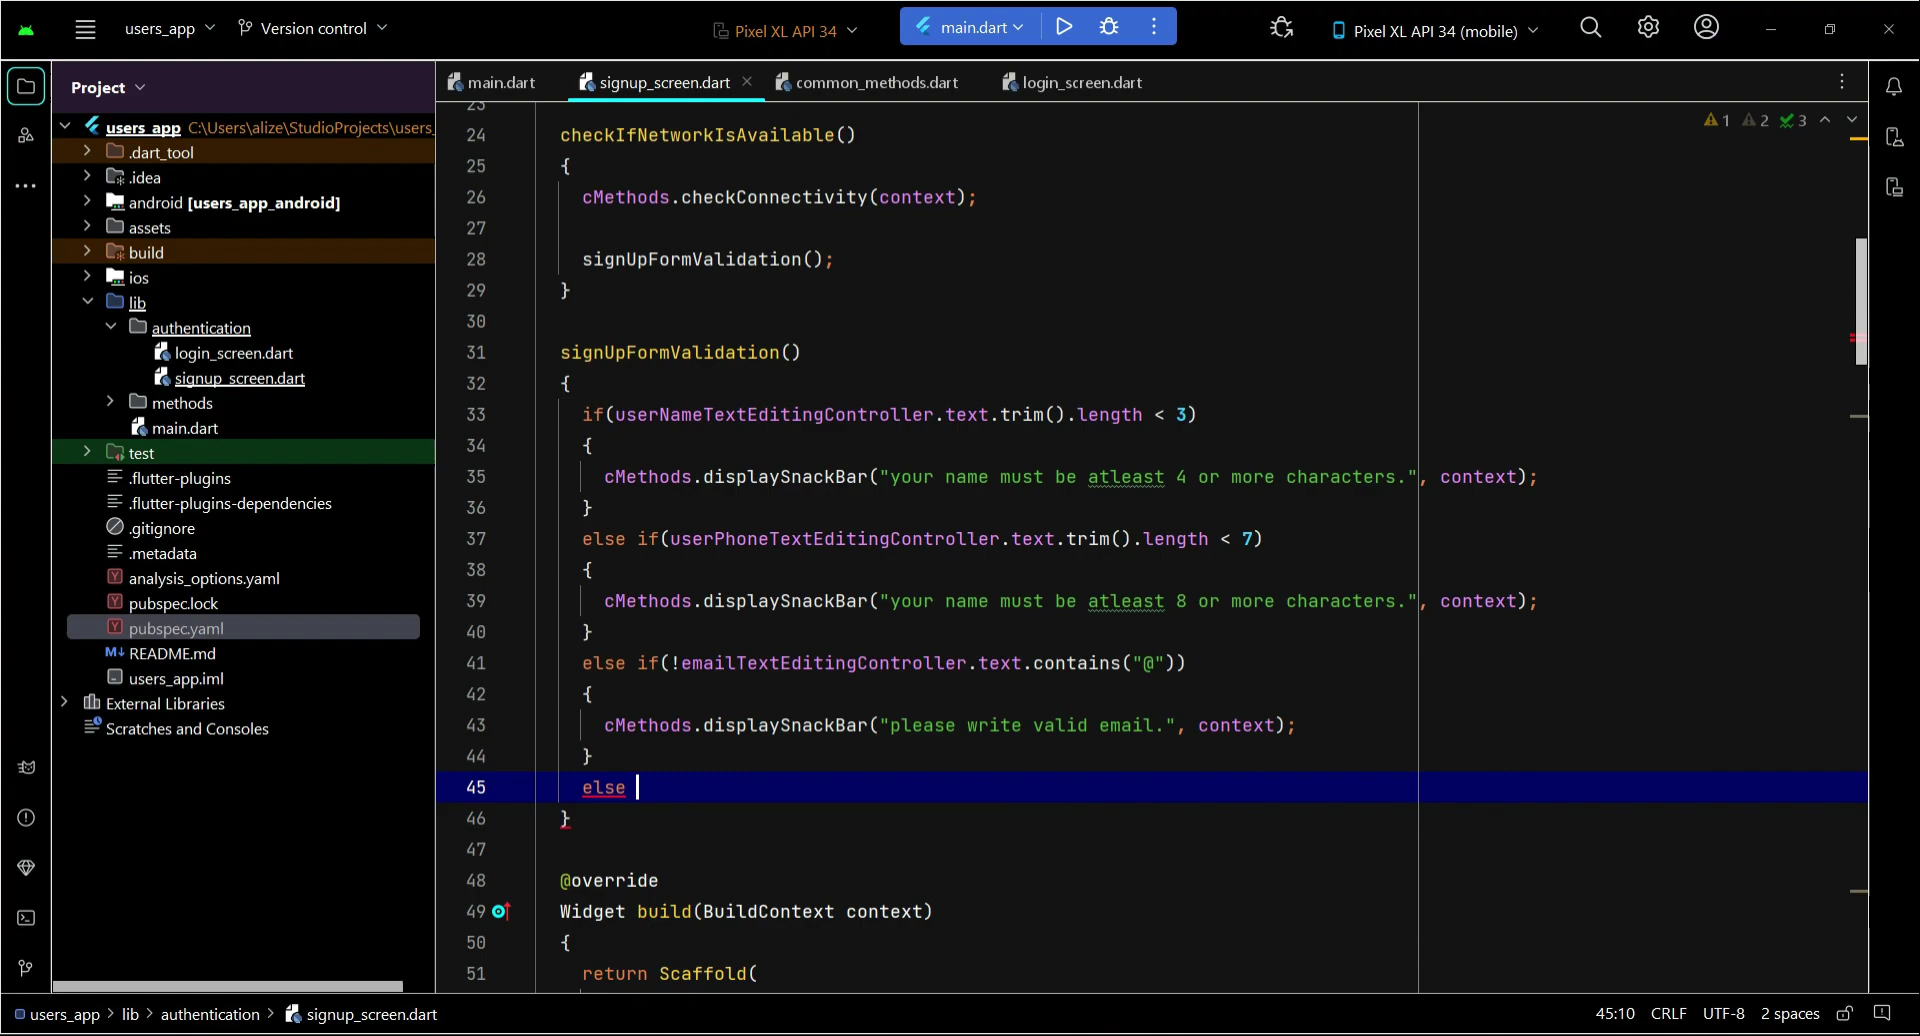 users_app
Version control
Pixel XL API 34
main.dart
Pixel XL API 34 (mobile)
Project
main.dart
signup_screen.dart
common_methods.dart
login_screen.dart
users_app C:\Users\alize\StudioProjects\users_
.dart_tool
.idea
android [users_app_android]
assets
build
ios
lib
authentication
login_screen.dart
signup_screen.dart
methods
main.dart
test
.flutter-plugins
.flutter-plugins-dependencies
.gitignore
.metadata
analysis_options.yaml
pubspec.lock
pubspec.yaml
README.md
users_app.iml
External Libraries
Scratches and Consoles
1 2 3
23
24 checkIfNetworkIsAvailable()
25 {
26 cMethods.checkConnectivity(context);
27
28 signUpFormValidation();
29 }
30
31 signUpFormValidation()
32 {
33 if(userNameTextEditingController.text.trim().length < 3)
34 {
35 cMethods.displaySnackBar("your name must be atleast 4 or more characters.", context);
36 }
37 else if(userPhoneTextEditingController.text.trim().length < 7)
38 {
39 cMethods.displaySnackBar("your name must be atleast 8 or more characters.", context);
40 }
41 else if(!emailTextEditingController.text.contains("@"))
42 {
43 cMethods.displaySnackBar("please write valid email.", context);
44 }
45 else
46 }
47
48 @override
49 Widget build(BuildContext context)
50 {
51 return Scaffold(
users_app > lib > authentication > signup_screen.dart
45:10 CRLF UTF-8 2 spaces